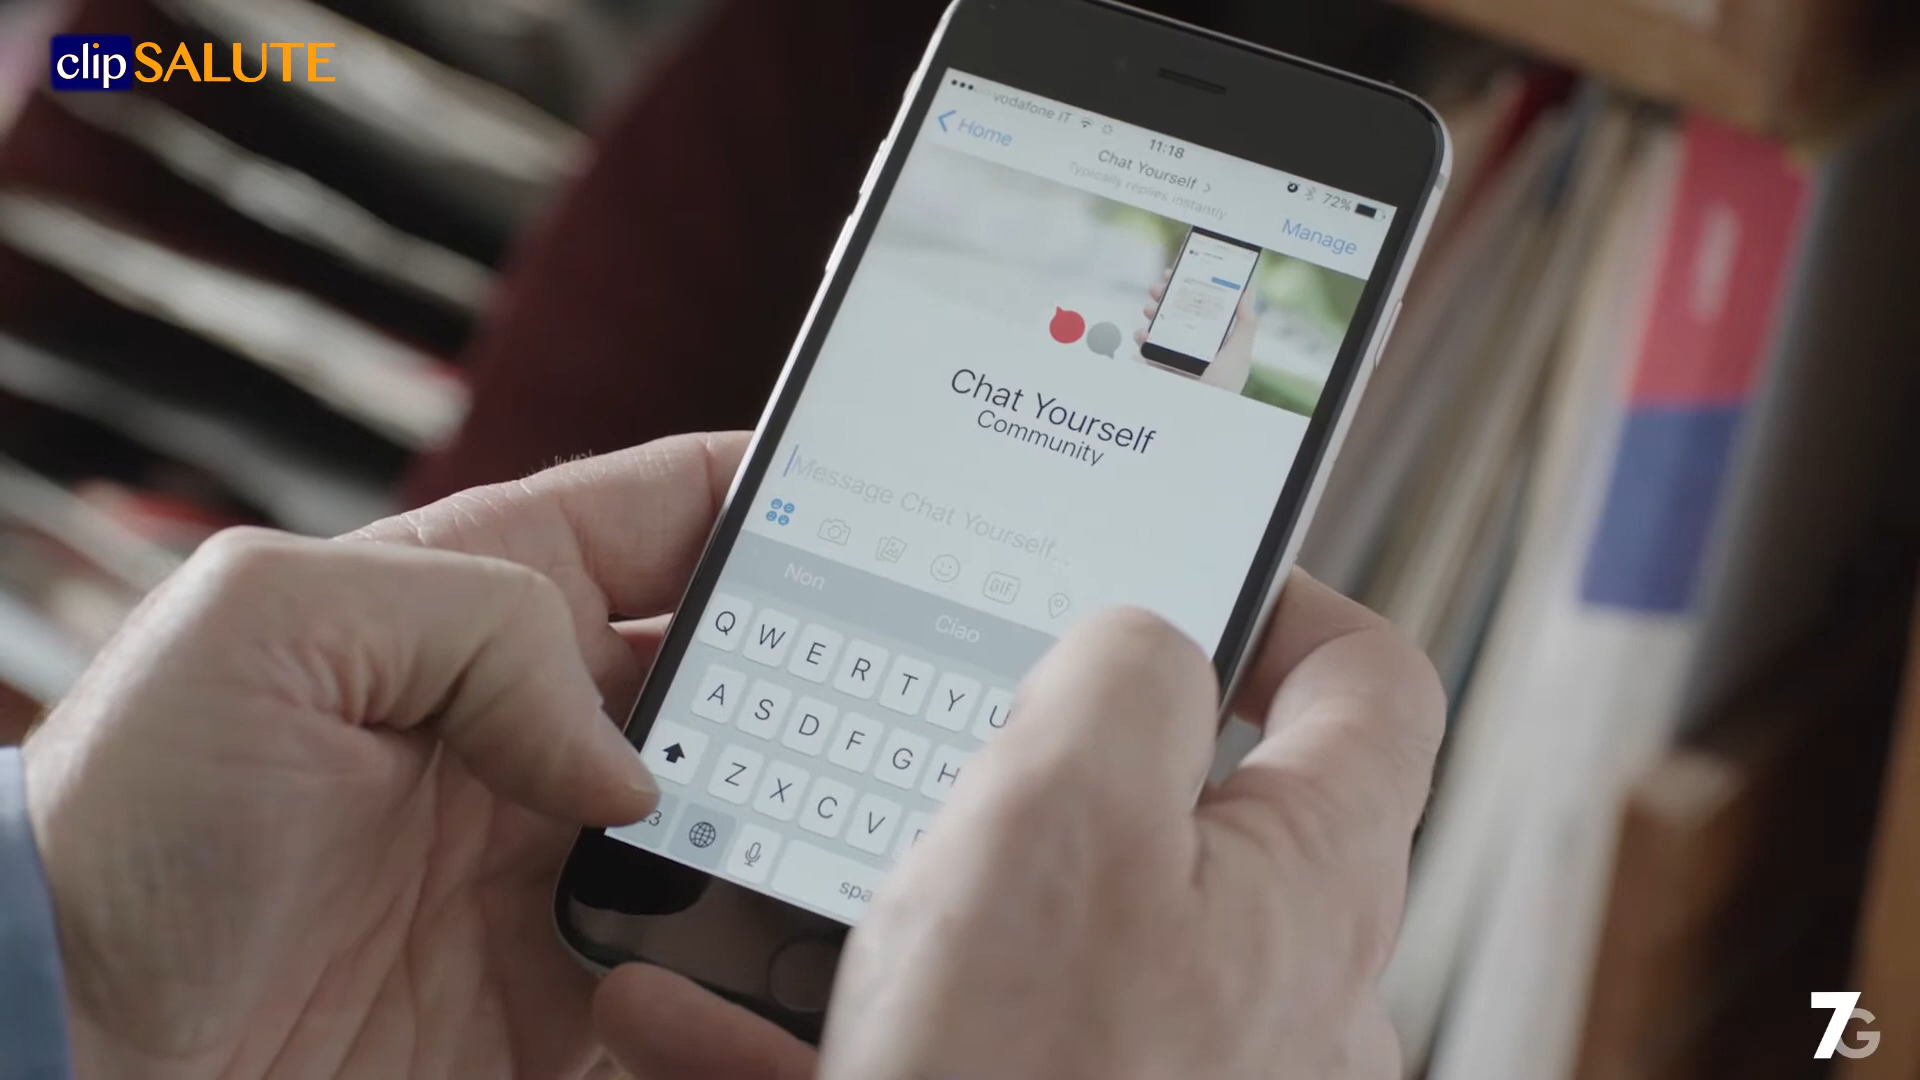 clip SALUTE
vodafone IT
11:18
72%
Home
Chat Yourself
Typically replies instantly
Manage
Chat Yourself
Community
Message Chat Yourself...
GIF
Non
Ciao
Q W E R T Y U
A S D F G H
Z X C V
7G